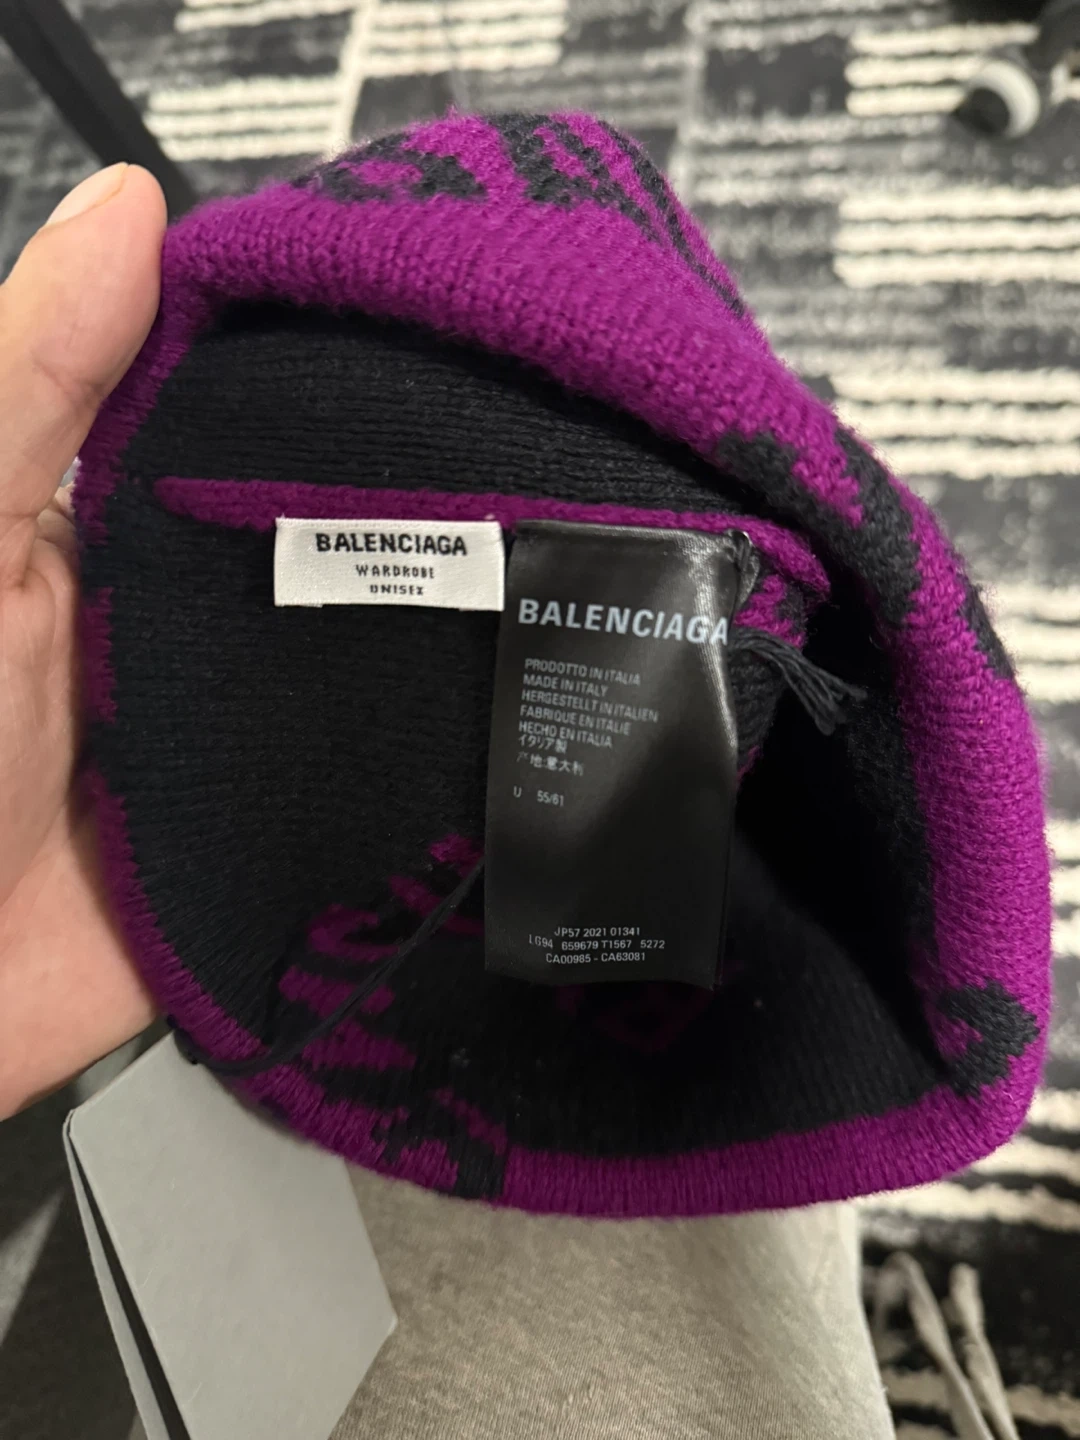 BALENCIAGA
WARDROBE
UNISEX
BALENCIAGA
PRODOTTO IN ITALIA
MADE IN ITALY
HERGESTELLT IN ITALIEN
FABRIQUE EN ITALIE
HECHO EN ITALIA
イタリア製
产地:意大利
U 55/61
JP57 2021 01341
LG94 659679 T1567 5272
CA00985 - CA63081